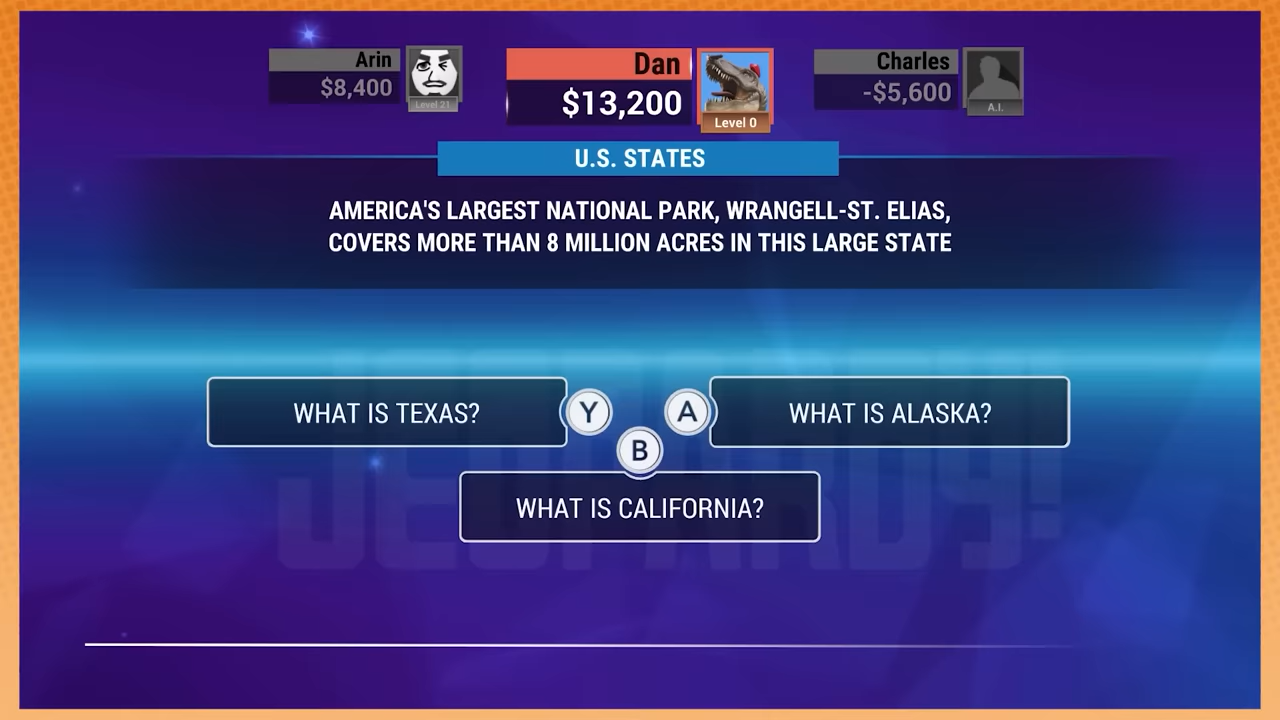 Arin
$8,400
Level 21
Dan
$13,200
Level 0
Charles
-$5,600
A.I.
U.S. STATES
AMERICA'S LARGEST NATIONAL PARK, WRANGELL-ST. ELIAS,
COVERS MORE THAN 8 MILLION ACRES IN THIS LARGE STATE
WHAT IS TEXAS?
Y
A
WHAT IS ALASKA?
B
WHAT IS CALIFORNIA?
JEOPARDY!